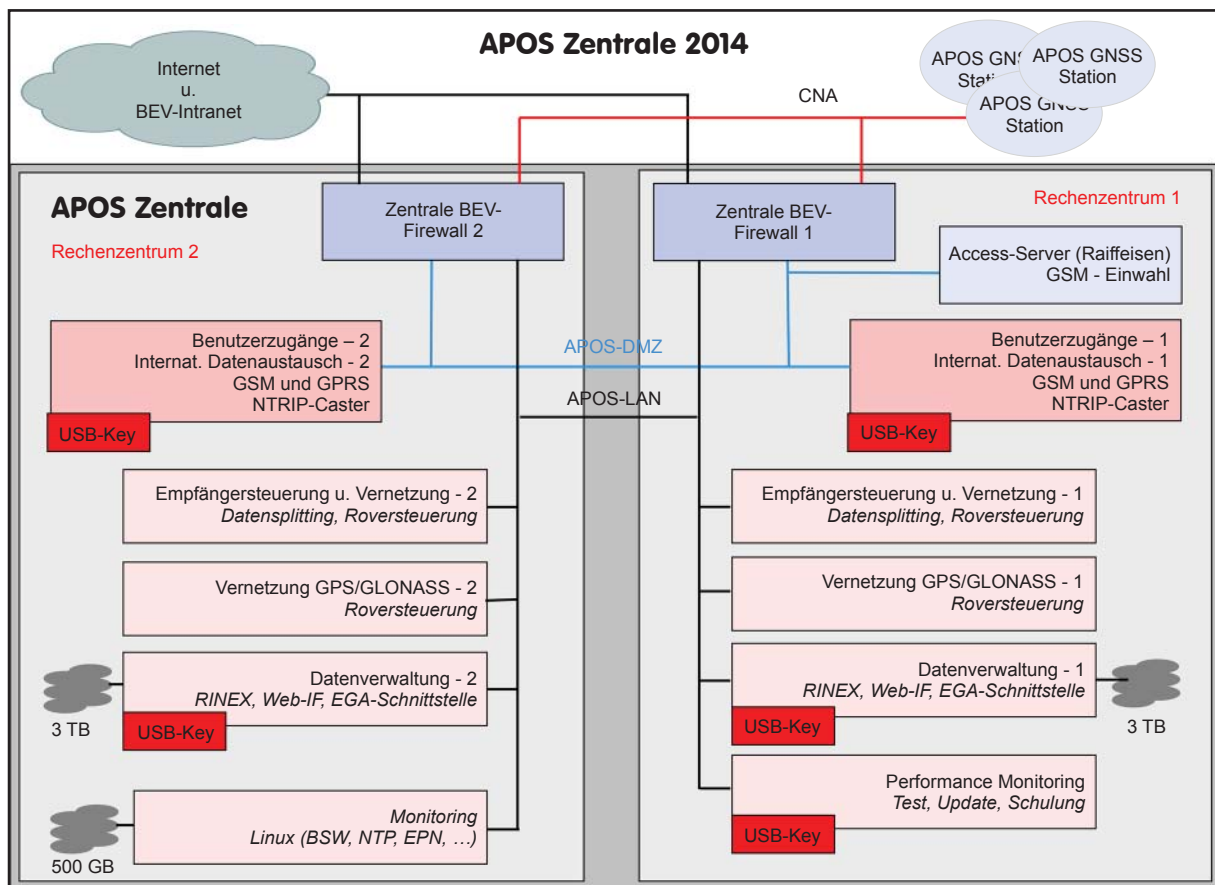 APOS Zentrale 2014
Internet
u.
BEV-Intranet
CNA
APOS GNSS
Station
APOS GNSS
Station
APOS GNSS
Station
APOS Zentrale
Rechenzentrum 2
Zentrale BEV-
Firewall 2
Zentrale BEV-
Firewall 1
Rechenzentrum 1
Access-Server (Raiffeisen)
GSM - Einwahl
Benutzerzugänge – 2
Internat. Datenaustausch - 2
GSM und GPRS
NTRIP-Caster
USB-Key
APOS-DMZ
APOS-LAN
Benutzerzugänge – 1
Internat. Datenaustausch - 1
GSM und GPRS
NTRIP-Caster
USB-Key
Empfängersteuerung u. Vernetzung - 2
Datensplitting, Roversteuerung
Vernetzung GPS/GLONASS - 2
Roversteuerung
Datenverwaltung - 2
RINEX, Web-IF, EGA-Schnittstelle
USB-Key
3 TB
Monitoring
Linux (BSW, NTP, EPN, …)
500 GB
Empfängersteuerung u. Vernetzung - 1
Datensplitting, Roversteuerung
Vernetzung GPS/GLONASS - 1
Roversteuerung
Datenverwaltung - 1
RINEX, Web-IF, EGA-Schnittstelle
USB-Key
3 TB
Performance Monitoring
Test, Update, Schulung
USB-Key